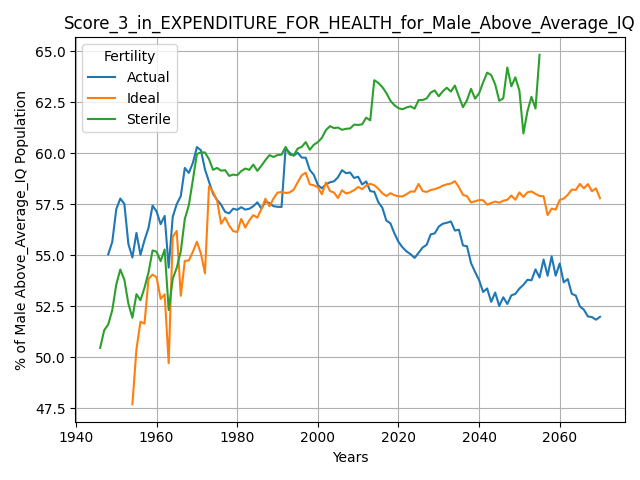 Score_3_in_EXPENDITURE_FOR_HEALTH_for_Male_Above_Average_IQ
% of Male Above_Average_IQ Population
65.0
62.5
60.0
57.5
55.0
52.5
50.0
47.5
Fertility
Actual
Ideal
Sterile
1940
1960
1980
2000
2020
2040
2060
Years